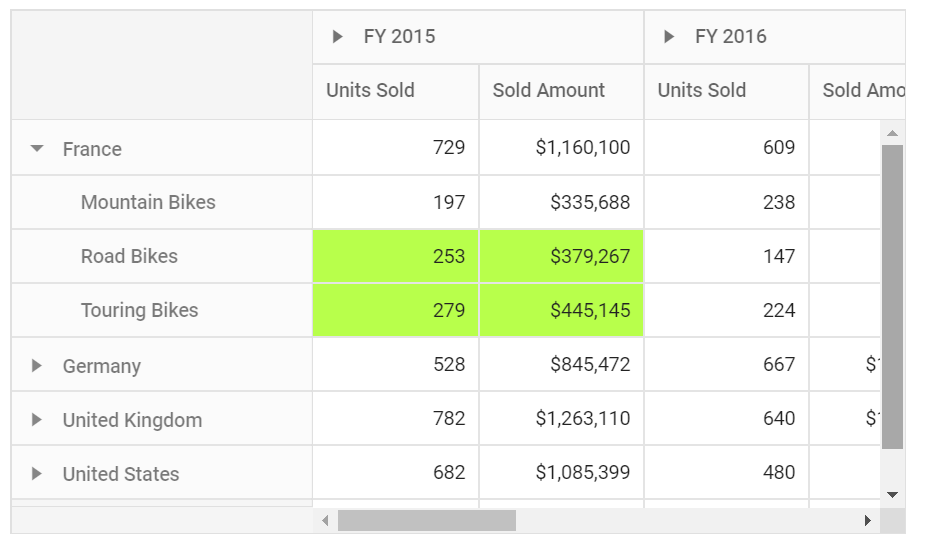 FY 2015 FY 2016
Units Sold Sold Amount Units Sold Sold Amo
France 729 $1,160,100 609
Mountain Bikes 197 $335,688 238
Road Bikes 253 $379,267 147
Touring Bikes 279 $445,145 224
Germany 528 $845,472 667
United Kingdom 782 $1,263,110 640
United States 682 $1,085,399 480